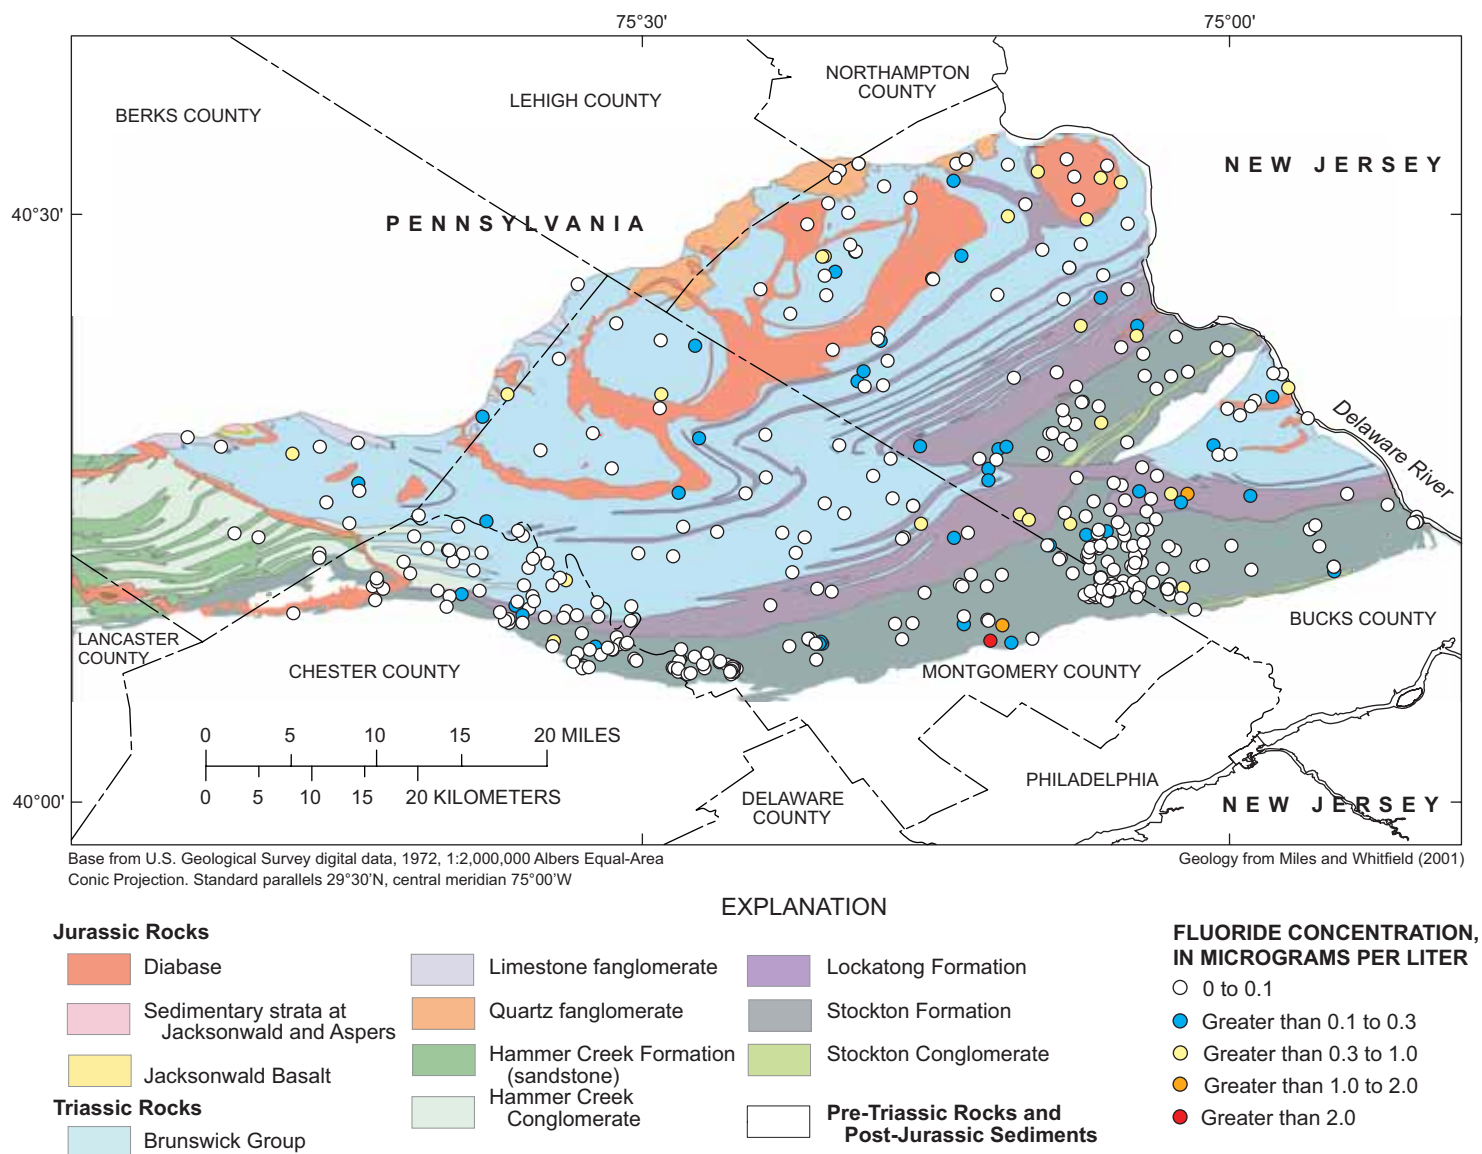 75°30' 75°00'
NORTHAMPTON
COUNTY
LEHIGH COUNTY
BERKS COUNTY
NEW JERSEY
40°30'
PENNSYLVANIA
Delaware River
BUCKS COUNTY
LANCASTER
COUNTY
CHESTER COUNTY
MONTGOMERY COUNTY
0 5 10 15 20 MILES
0 5 10 15 20 KILOMETERS
PHILADELPHIA
DELAWARE
COUNTY
40°00'
NEW JERSEY
Base from U.S. Geological Survey digital data, 1972, 1:2,000,000 Albers Equal-Area
Conic Projection. Standard parallels 29°30'N, central meridian 75°00'W
Geology from Miles and Whitfield (2001)
EXPLANATION
Jurassic Rocks
Diabase
Sedimentary strata at
Jacksonwald and Aspers
Jacksonwald Basalt
Triassic Rocks
Brunswick Group
Limestone fanglomerate
Quartz fanglomerate
Hammer Creek Formation
(sandstone)
Hammer Creek
Conglomerate
Lockatong Formation
Stockton Formation
Stockton Conglomerate
Pre-Triassic Rocks and
Post-Jurassic Sediments
FLUORIDE CONCENTRATION,
IN MICROGRAMS PER LITER
0 to 0.1
Greater than 0.1 to 0.3
Greater than 0.3 to 1.0
Greater than 1.0 to 2.0
Greater than 2.0